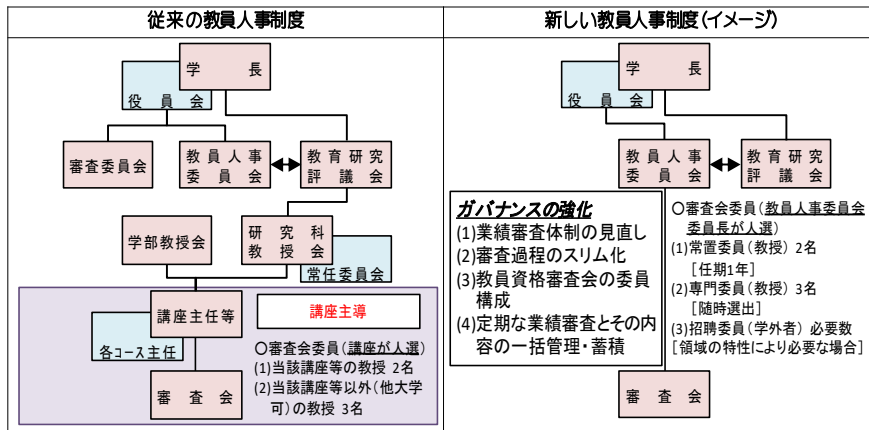 従来の教員人事制度
学長
役員会
審査委員会
教員人事
委員会
教育研究
評議会
学部教授会
研究科
教授会
常任委員会
講座主任等
各コース主任
審査会
講座主導
○審査会委員(講座が人選)
(1)当該講座等の教授 2名
(2)当該講座等以外(他大学
可)の教授 3名
新しい教員人事制度(イメージ)
学長
役員会
教員人事
委員会
教育研究
評議会
ガバナンスの強化
(1)業績審査体制の見直し
(2)審査過程のスリム化
(3)教員資格審査会の委員
構成
(4)定期な業績審査とその内
容の一括管理・蓄積
○審査会委員(教員人事委員会
委員長が人選)
(1)常置委員(教授) 2名
[任期1年]
(2)専門委員(教授) 3名
[随時選出]
(3)招聘委員(学外者) 必要数
[領域の特性により必要な場合]
審査会